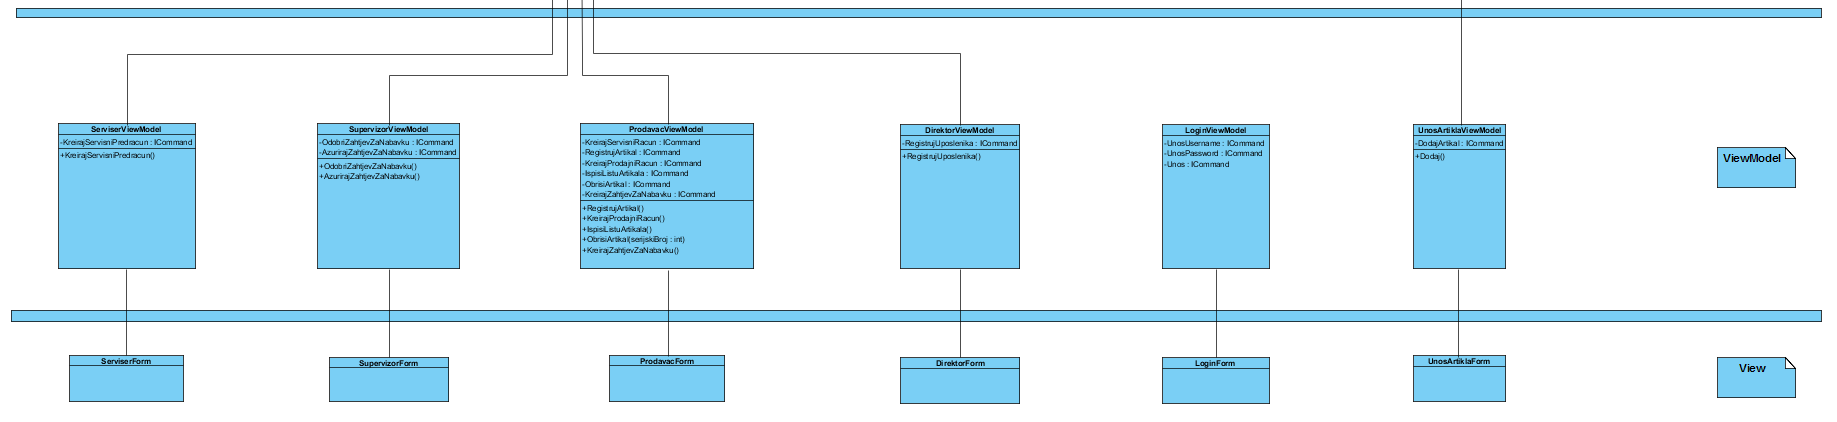 ServiserViewModel
-KreirajServisniPredracun : ICommand
+KreirajServisniPredracun()
SupervizorViewModel
-OdobriZahtjevZaNabavku : ICommand
-AzurirajZahtjevZaNabavku : ICommand
+OdobriZahtjevZaNabavku()
+AzurirajZahtjevZaNabavku()
ProdavacViewModel
-KreirajServisniRacun : ICommand
-RegistrujArtikal : ICommand
-KreirajProdajniRacun : ICommand
-IspisiListuArtikala : ICommand
-ObrisiArtikal : ICommand
-KreirajZahtjevZaNabavku : ICommand
+RegistrujArtikal()
+KreirajProdajniRacun()
+IspisiListuArtikala()
+ObrisiArtikal(serijskiBroj : int)
+KreirajZahtjevZaNabavku()
DirektorViewModel
-RegistrujUposlenika : ICommand
+RegistrujUposlenika()
LoginViewModel
-UnosUsername : ICommand
-UnosPassword : ICommand
-Unos : ICommand
UnosArtiklaViewModel
-DodajArtikal : ICommand
+Dodaj()
ViewModel
ServiserForm
SupervizorForm
ProdavacForm
DirektorForm
LoginForm
UnosArtiklaForm
View